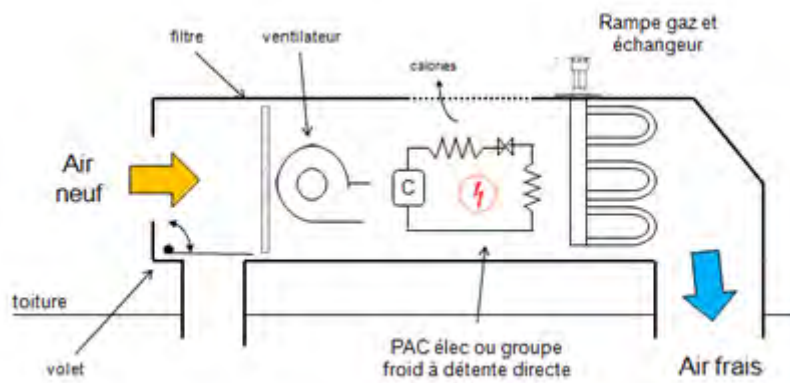 Rampe gaz et
échangeur
filtre
ventilateur
calories
Air
neuf
C
toiture
volet
PAC élec ou groupe
froid à détente directe
Air frais